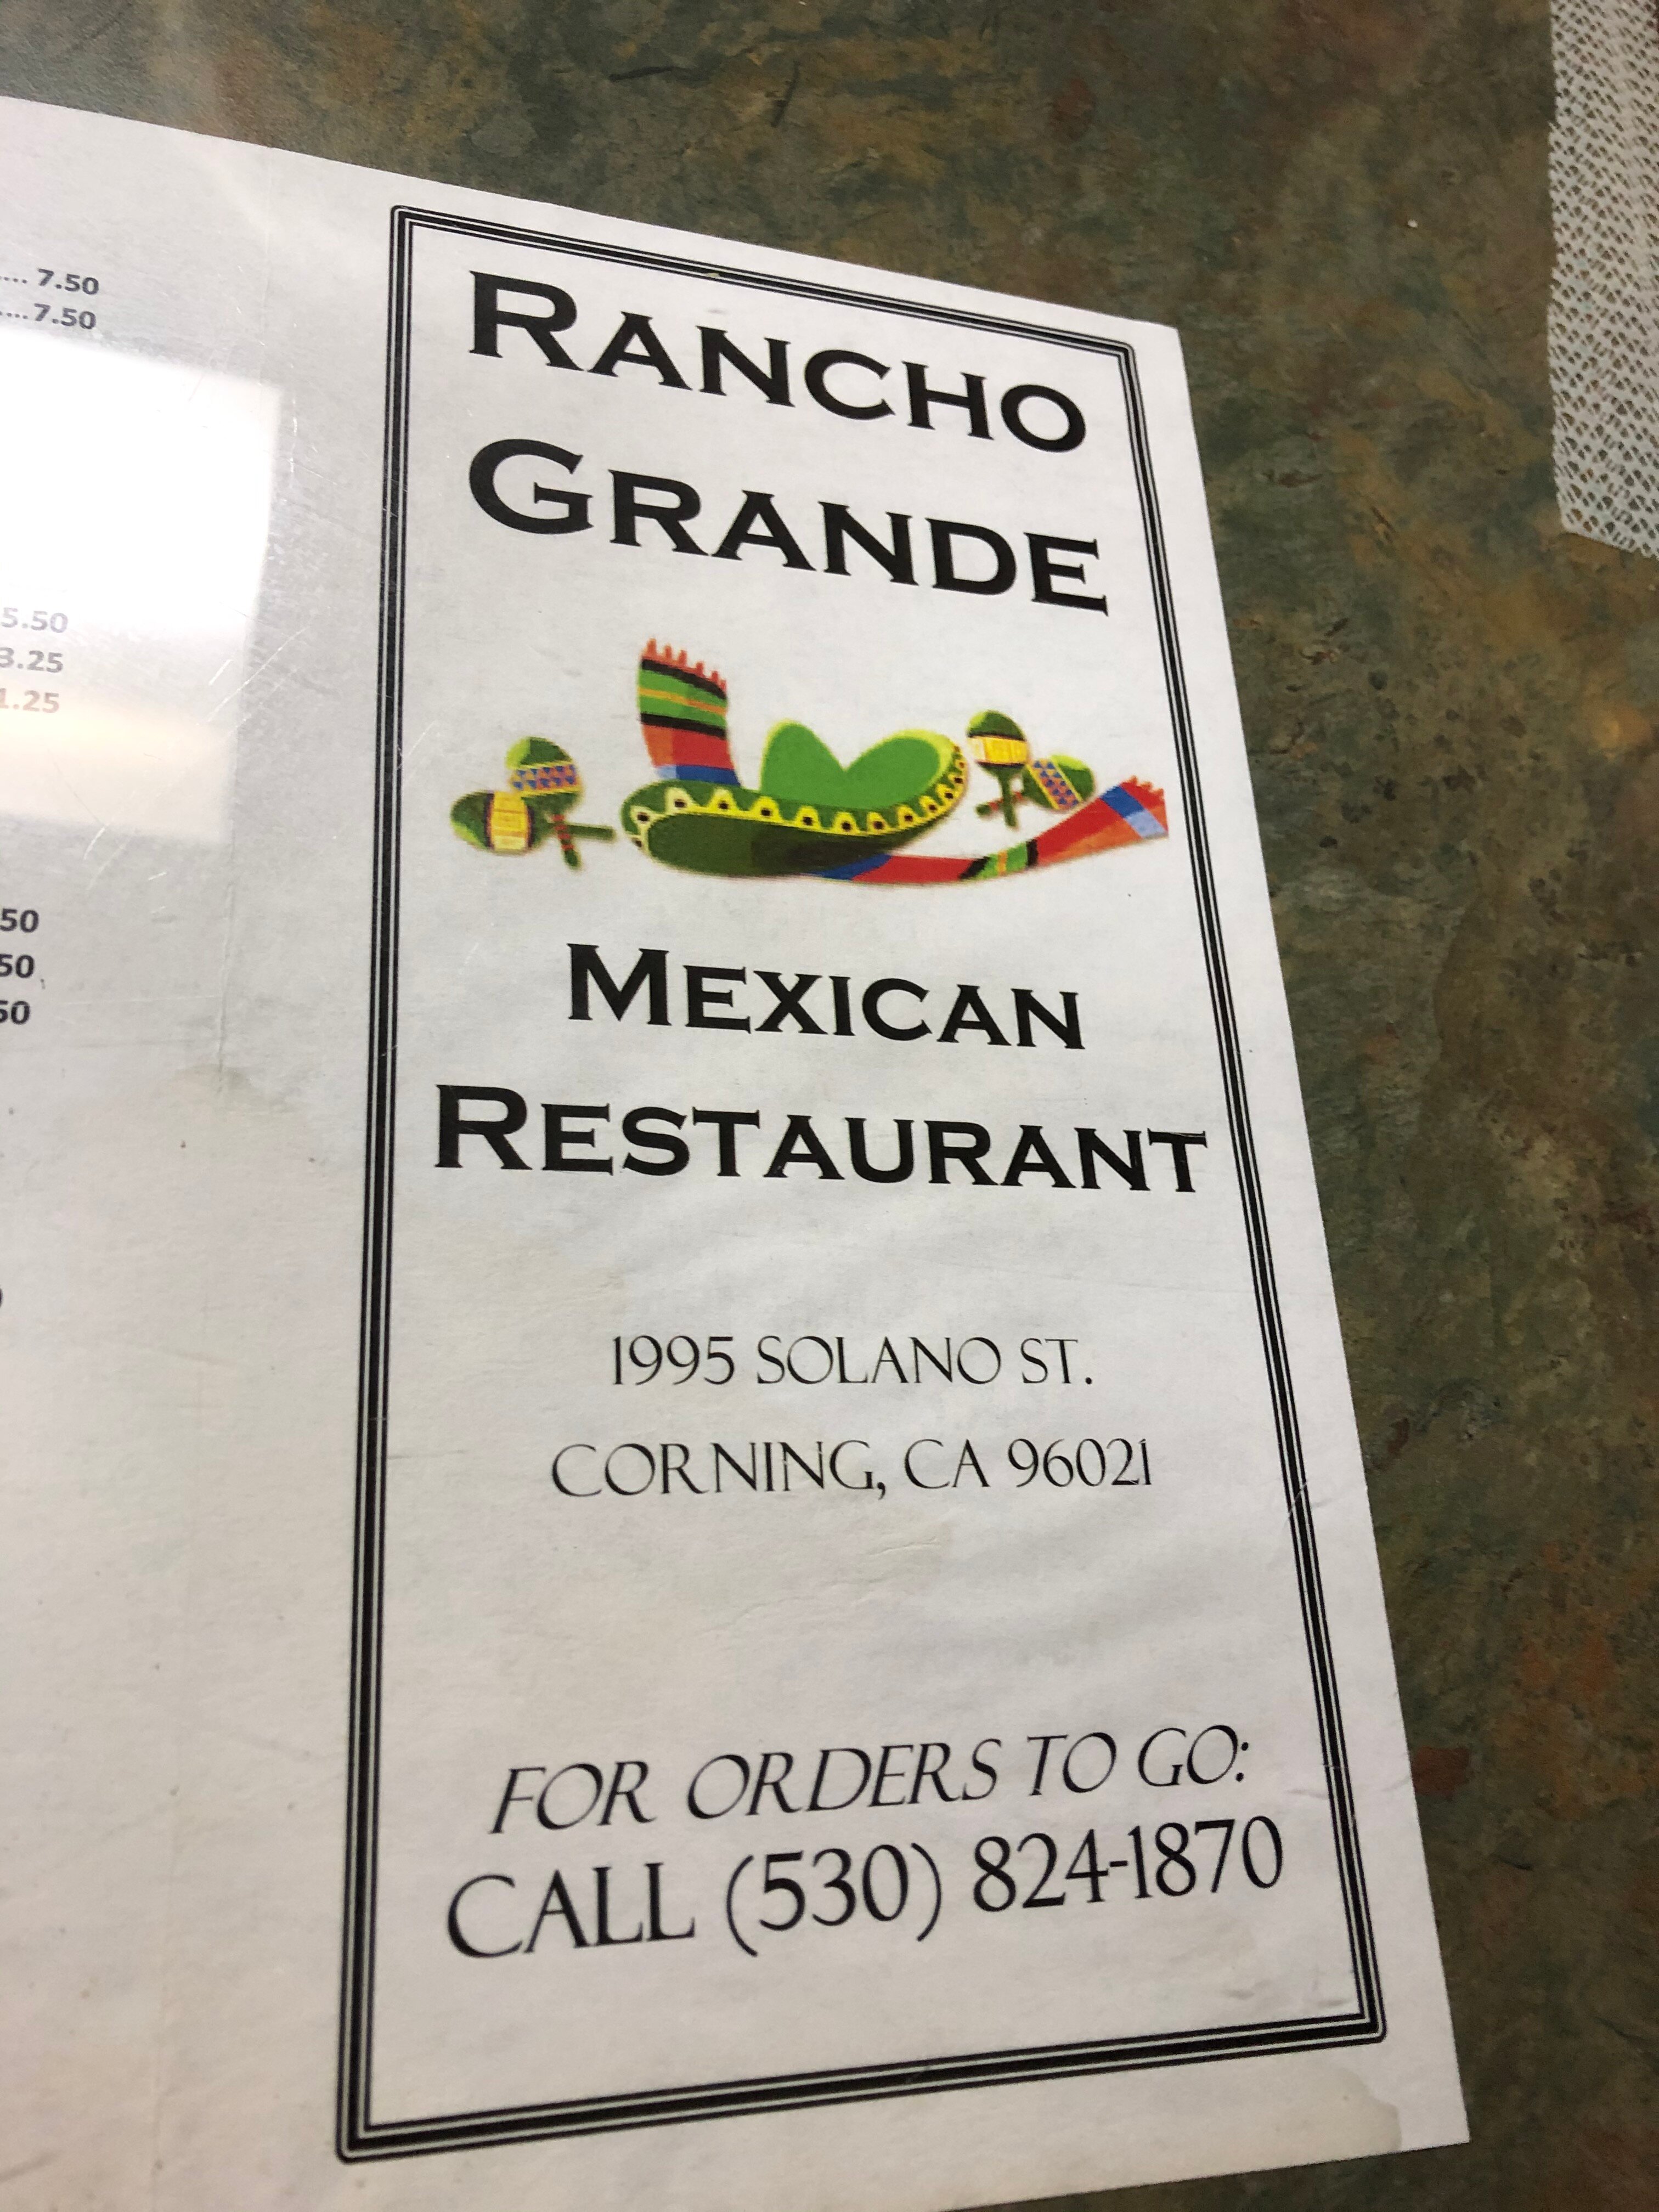 .... 7.50
....7.50
5.50
3.25
1.25
50
50
50
RANCHO
GRANDE
MEXICAN
RESTAURANT
1995 SOLANO ST.
CORNING, CA 96021
FOR ORDERS TO GO:
CALL (530) 824-1870